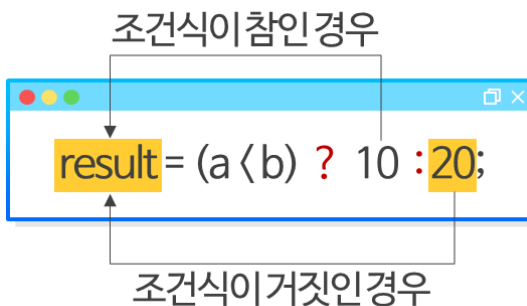 조건식이 참인 경우
result = (a < b) ? 10 : 20;
조건식이 거짓인 경우